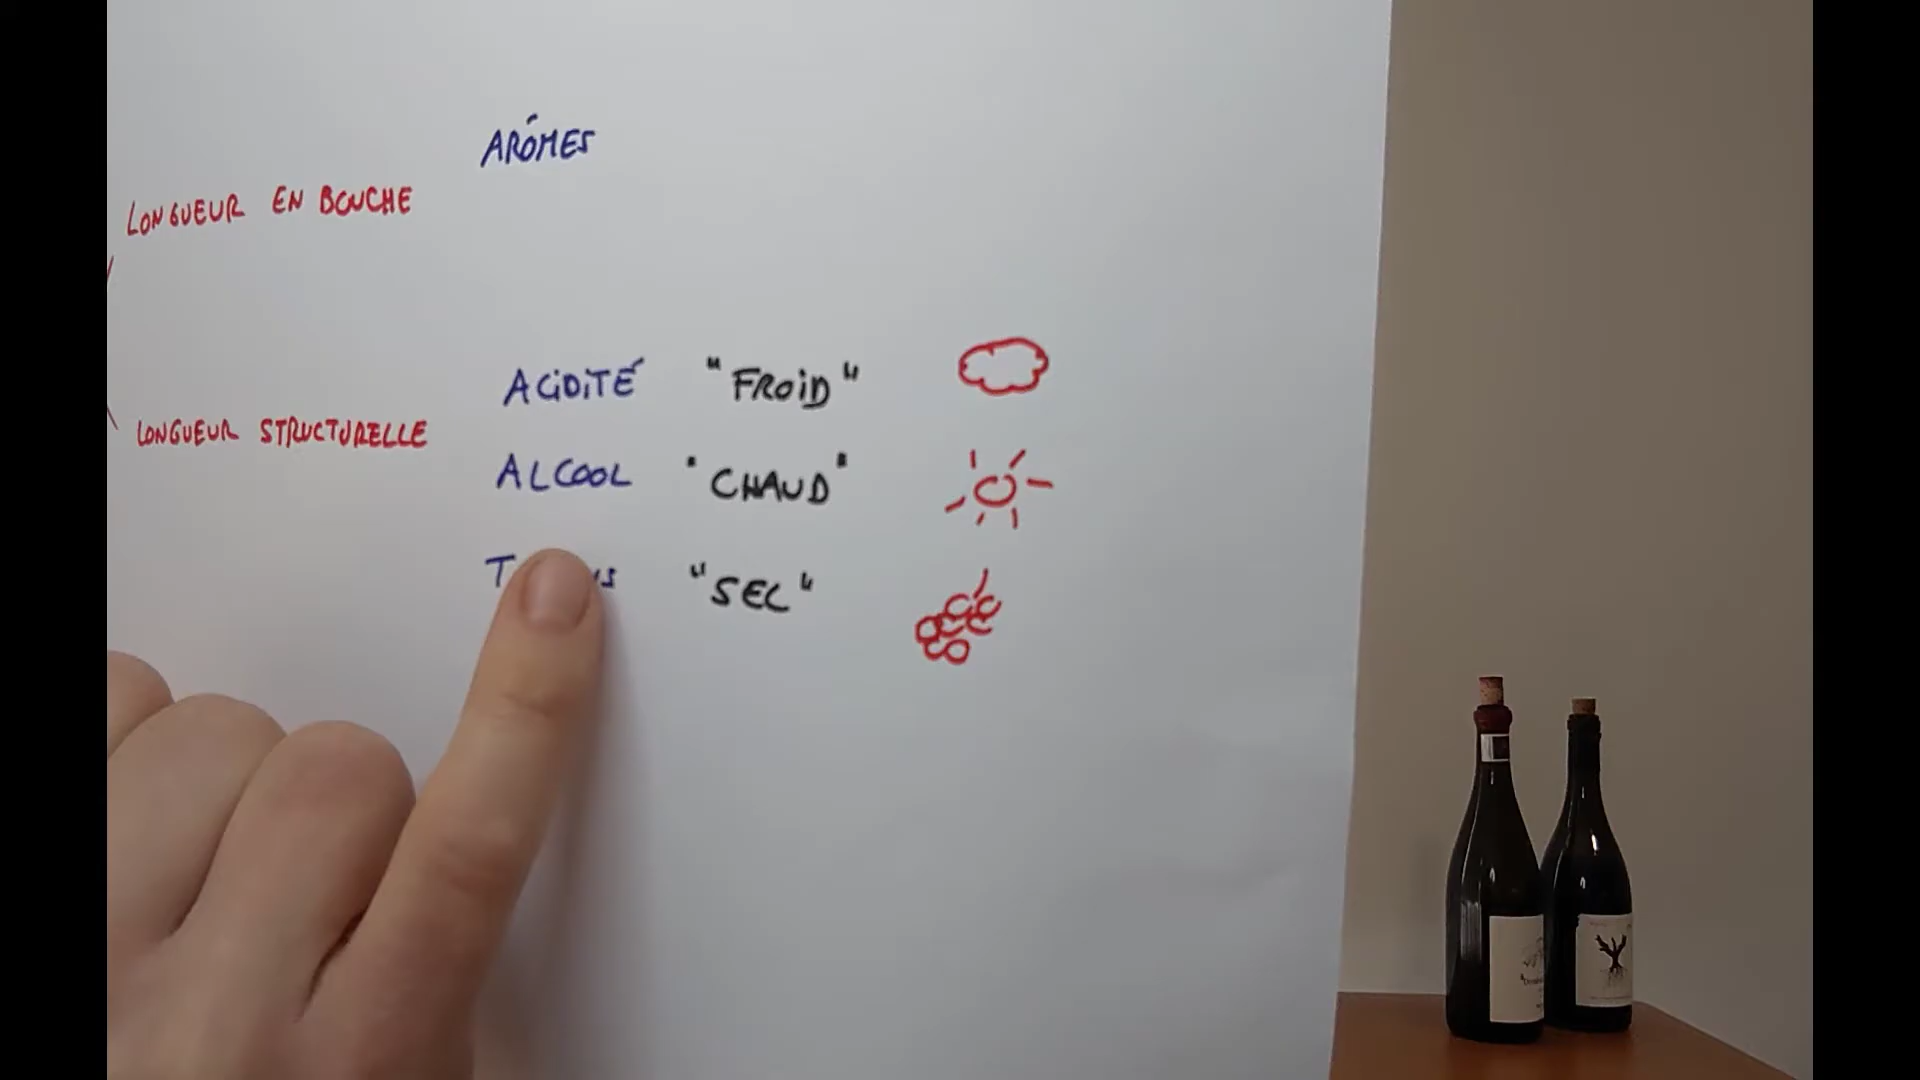 ARÔMES
LONGUEUR EN BOUCHE
ACIDITÉ "FROID"
LONGUEUR STRUCTURELLE
ALCOOL "CHAUD"
"SEC"